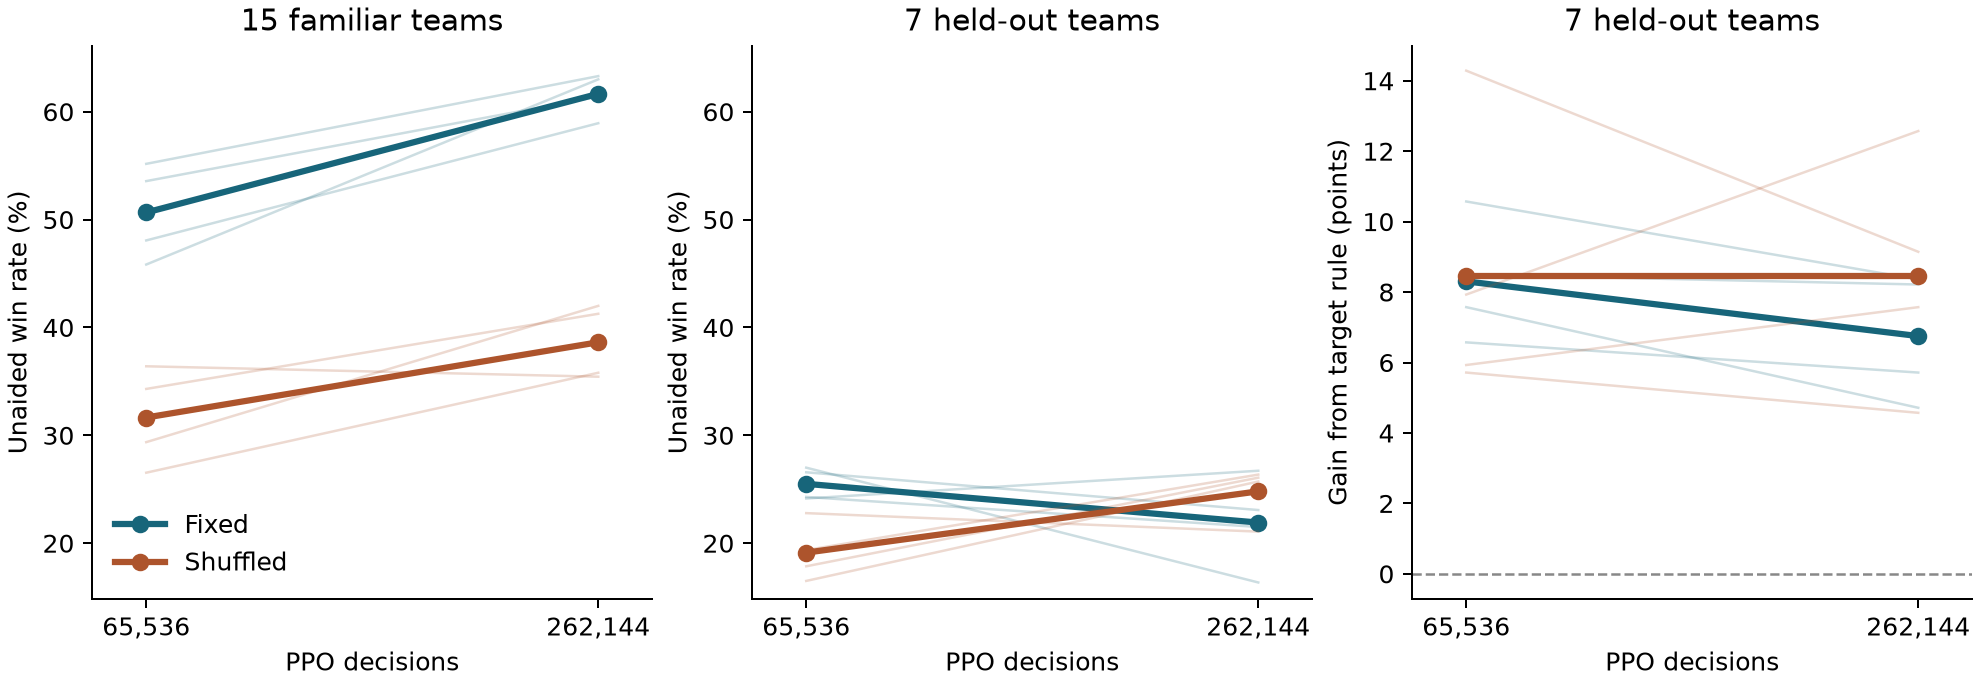 15 familiar teams
Unaided win rate (%)
60
50
40
30
20
Fixed
Shuffled
65,536
262,144
PPO decisions
7 held-out teams
Unaided win rate (%)
60
50
40
30
20
65,536
262,144
PPO decisions
7 held-out teams
Gain from target rule (points)
14
12
10
8
6
4
2
0
65,536
262,144
PPO decisions